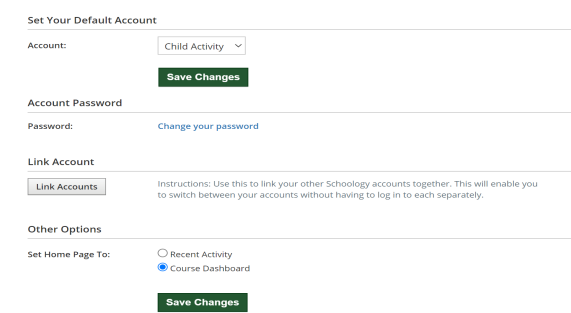 Set Your Default Account
Account:
Child Activity
Save Changes
Account Password
Password:
Change your password
Link Account
Link Accounts
Instructions: Use this to link your other Schoology accounts together. This will enable you
to switch between your accounts without having to log in to each separately.
Other Options
Set Home Page To:
Recent Activity
Course Dashboard
Save Changes